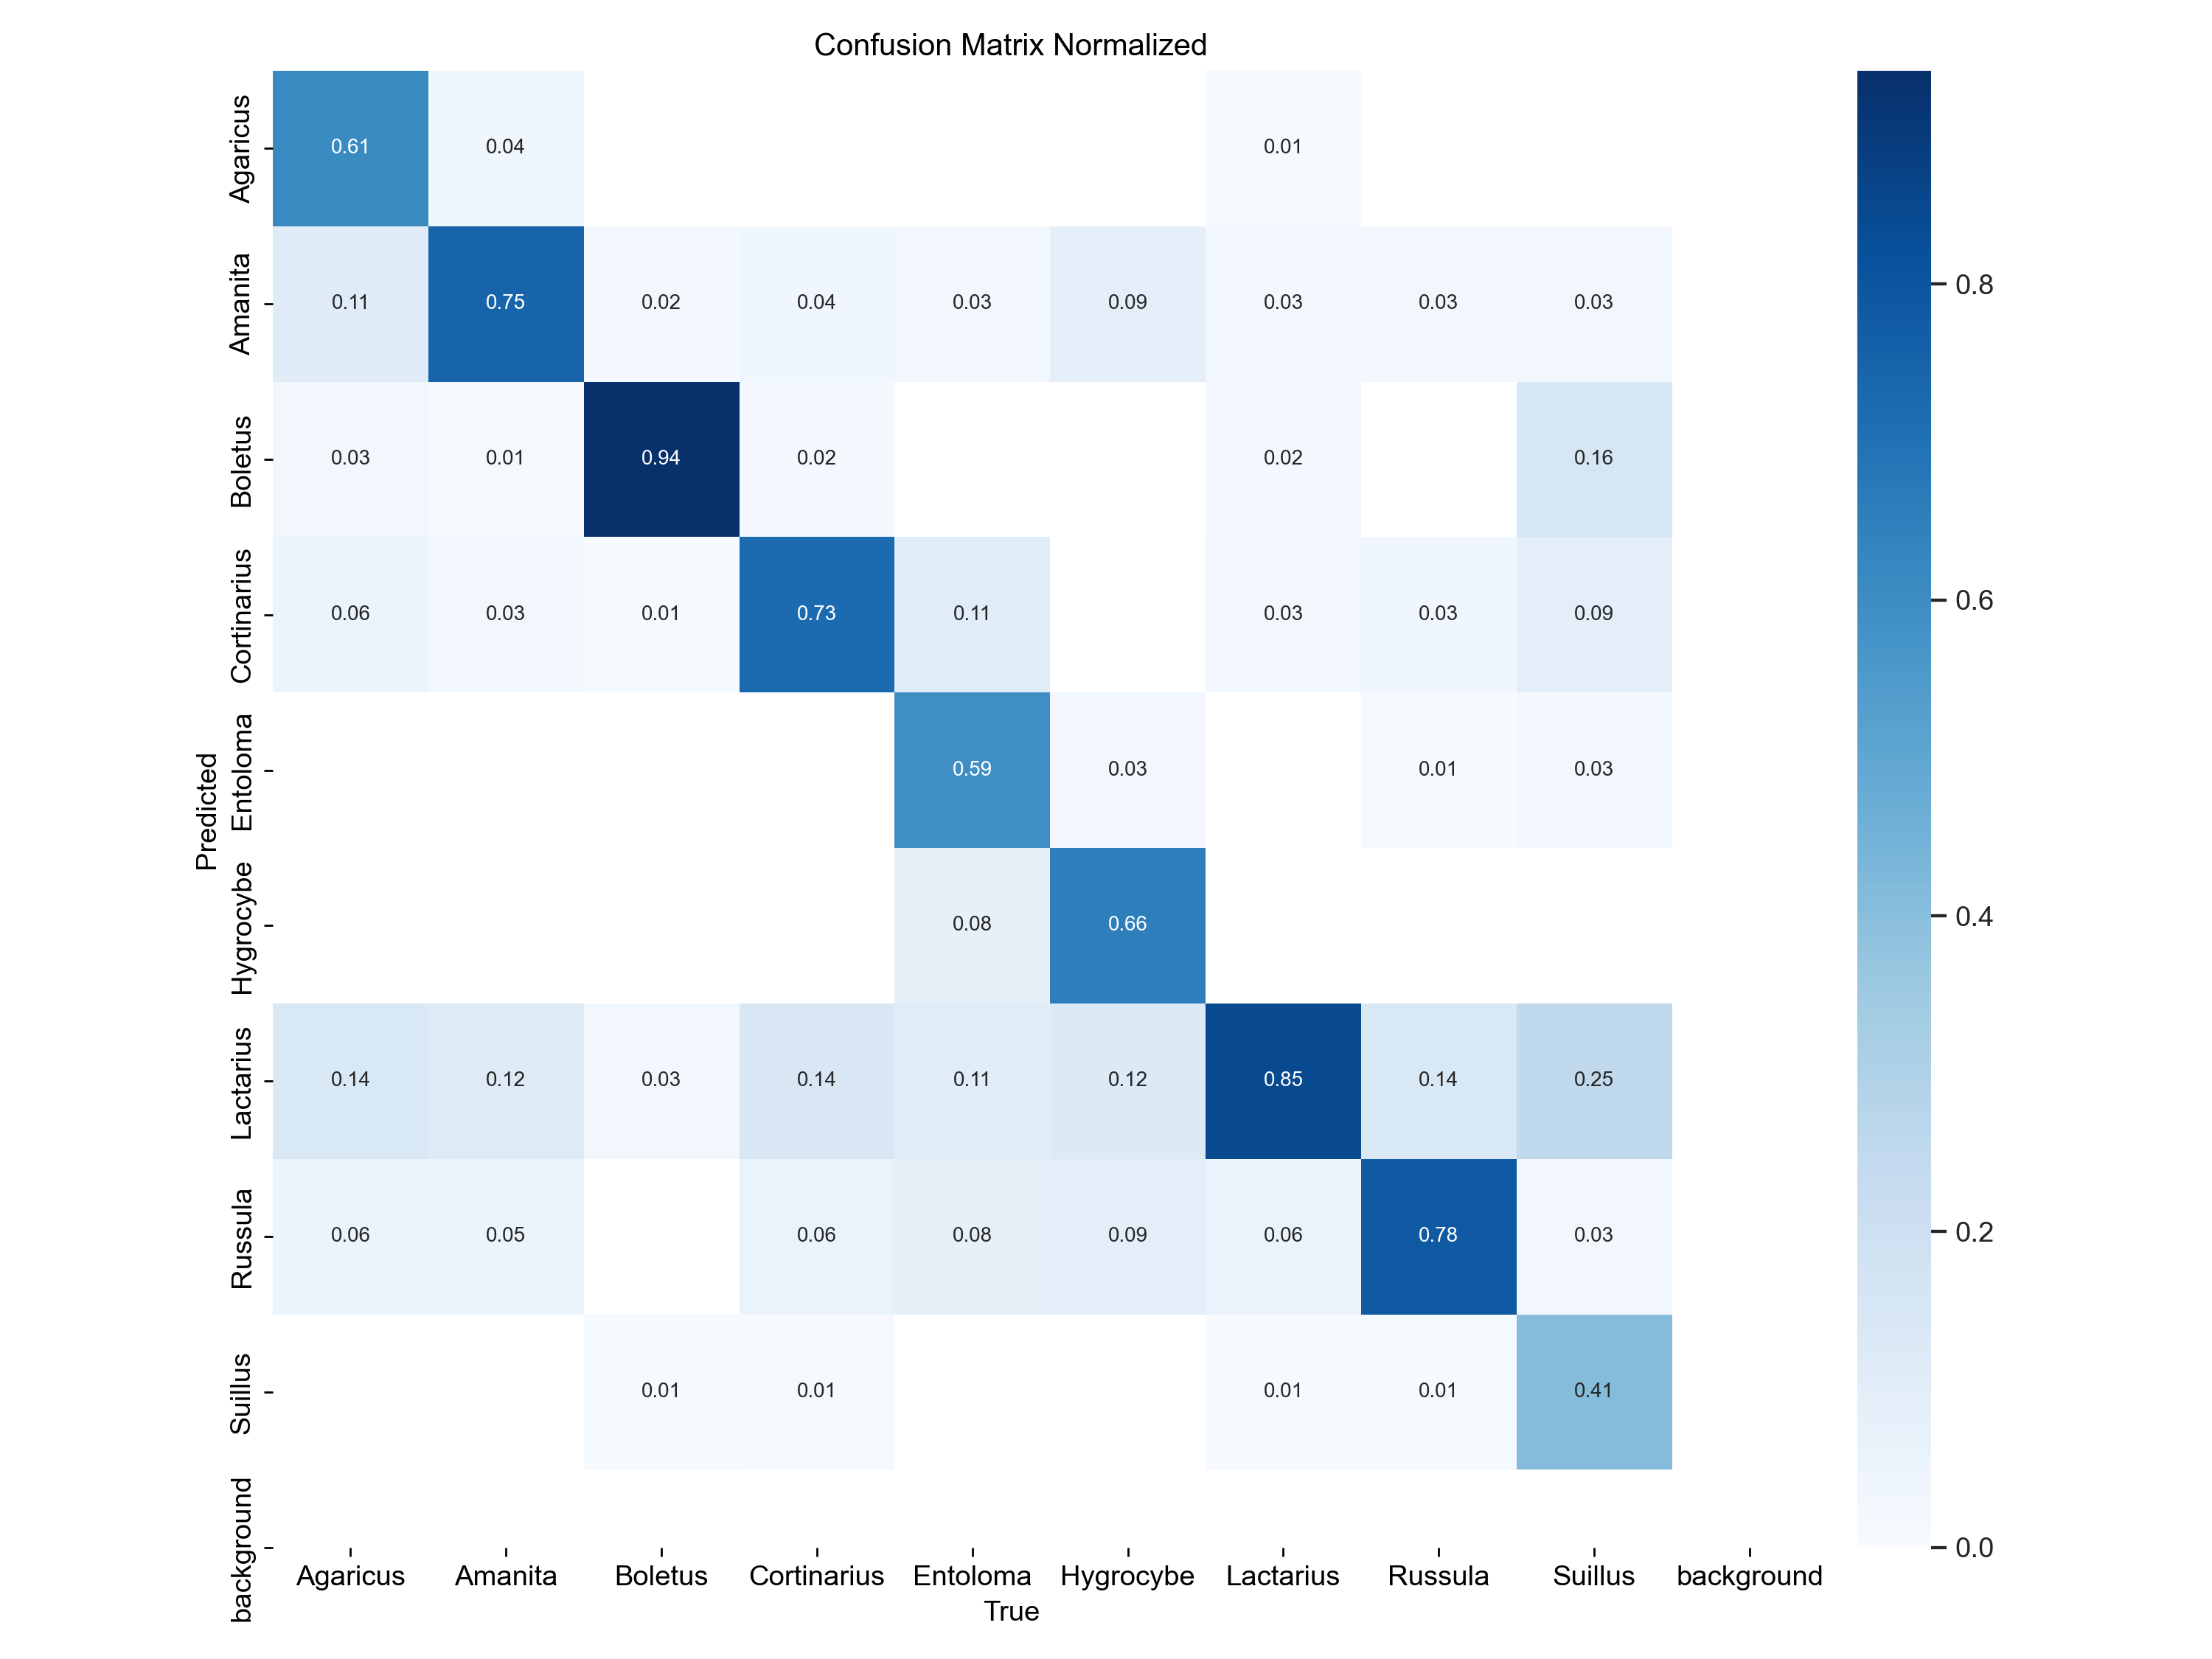 Confusion Matrix Normalized
Agaricus 0.61 0.04 0.01
Amanita 0.11 0.75 0.02 0.04 0.03 0.09 0.03 0.03 0.03
Boletus 0.03 0.01 0.94 0.02 0.02 0.16
Cortinarius 0.06 0.03 0.01 0.73 0.11 0.03 0.03 0.09
Entoloma 0.59 0.03 0.01 0.03
Hygrocybe 0.08 0.66
Lactarius 0.14 0.12 0.03 0.14 0.11 0.12 0.85 0.14 0.25
Russula 0.06 0.05 0.06 0.08 0.09 0.06 0.78 0.03
Suillus 0.01 0.01 0.01 0.01 0.41
background
Predicted
Agaricus Amanita Boletus Cortinarius Entoloma Hygrocybe Lactarius Russula Suillus background
True
0.8
0.6
0.4
0.2
0.0